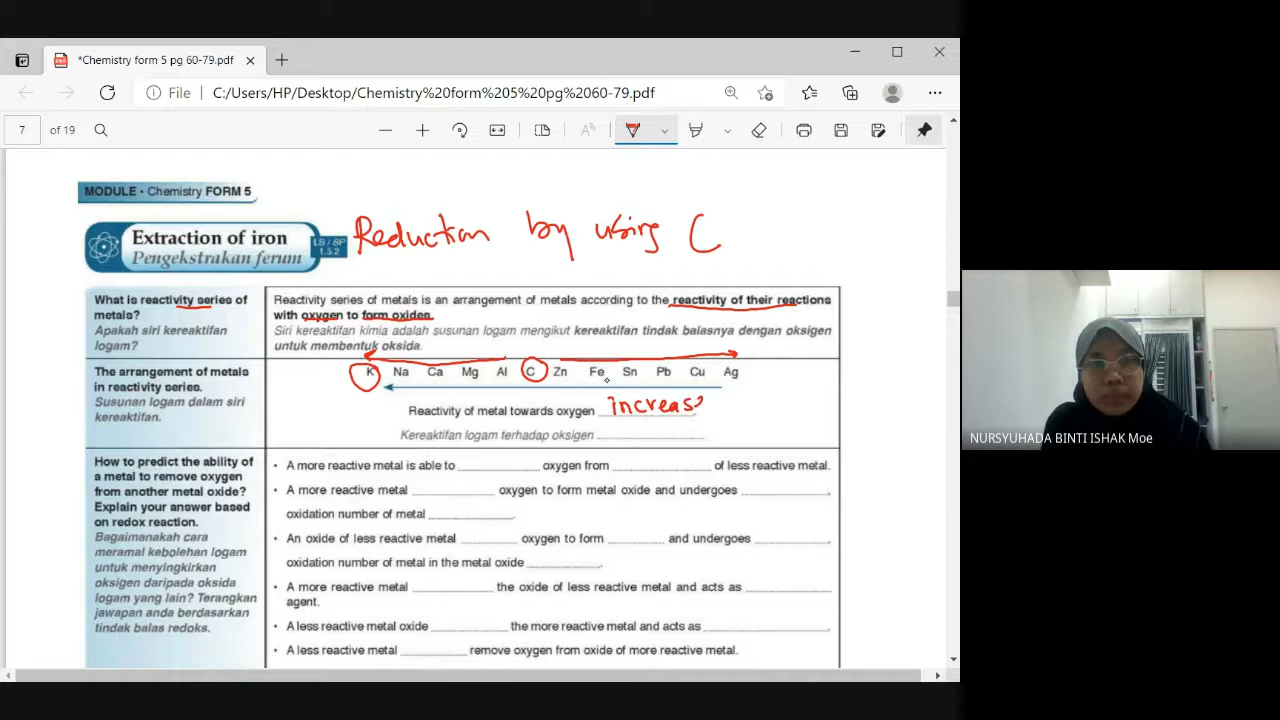 *Chemistry form 5 pg 60-79.pdf
File
C:/Users/HP/Desktop/Chemistry%20form%205%20pg%2060-79.pdf
7 of 19
MODULE • Chemistry FORM 5
Extraction of iron
Pengekstrakan ferum
LS / SP
1.5.2
Reduction by using C
What is reactivity series of metals?
Apakah siri kereaktifan logam?
Reactivity series of metals is an arrangement of metals according to the reactivity of their reactions
with oxygen to form oxides.
Siri kereaktifan kimia adalah susunan logam mengikut kereaktifan tindak balasnya dengan oksigen
untuk membentuk oksida.
The arrangement of metals
in reactivity series.
Susunan logam dalam siri
kereaktifan.
K Na Ca Mg Al C Zn Fe Sn Pb Cu Ag
Reactivity of metal towards oxygen increas
Kereaktifan logam terhadap oksigen
How to predict the ability of
a metal to remove oxygen
from another metal oxide?
Explain your answer based
on redox reaction.
Bagaimanakah cara
meramal kebolehan logam
untuk menyingkirkan
oksigen daripada oksida
logam yang lain? Terangkan
jawapan anda berdasarkan
tindak balas redoks.
• A more reactive metal is able to ............ oxygen from ............ of less reactive metal.
• A more reactive metal ............ oxygen to form metal oxide and undergoes ............,
oxidation number of metal .............
• An oxide of less reactive metal ............ oxygen to form ............ and undergoes ............,
oxidation number of metal in the metal oxide .............
• A more reactive metal ............ the oxide of less reactive metal and acts as ............
agent.
• A less reactive metal oxide ............ the more reactive metal and acts as .............
• A less reactive metal ............ remove oxygen from oxide of more reactive metal.
NURSYUHADA BINTI ISHAK Moe